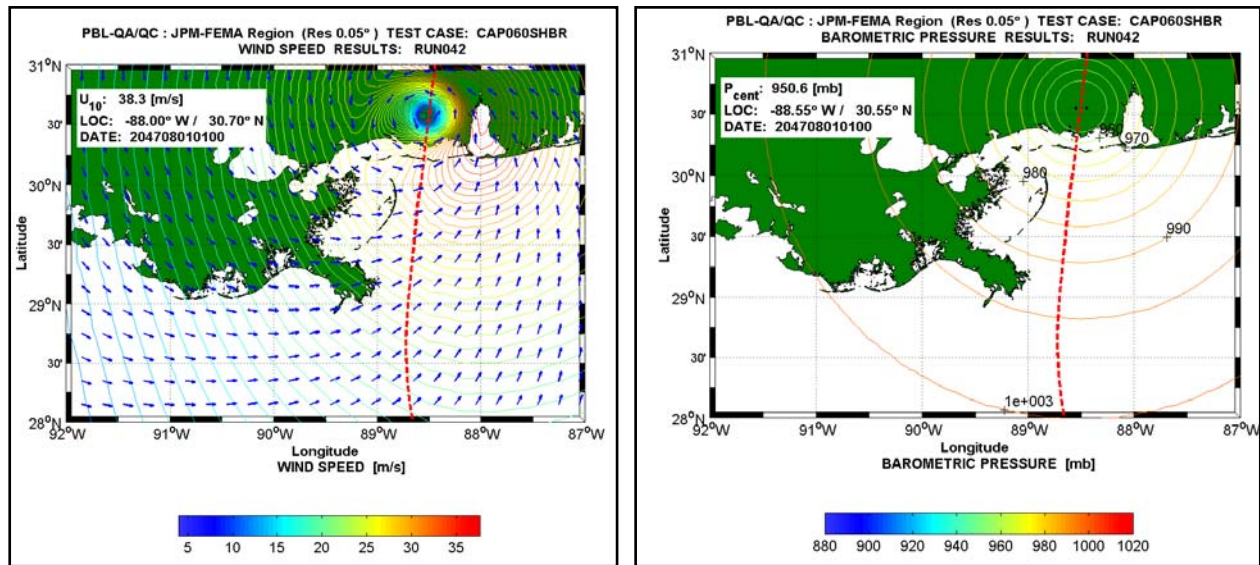 PBL-QA/QC : JPM-FEMA Region (Res 0.05° ) TEST CASE: CAP060SHBR
WIND SPEED RESULTS: RUN042
31°N
30'
30°N
30'
29°N
30'
28°N
Latitude
U10: 38.3 [m/s]
LOC: -88.00° W / 30.70° N
DATE: 204708010100
92°W 91°W 90°W 89°W 88°W 87°W
Longitude
WIND SPEED [m/s]
5 10 15 20 25 30 35
PBL-QA/QC : JPM-FEMA Region (Res 0.05° ) TEST CASE: CAP060SHBR
BAROMETRIC PRESSURE RESULTS: RUN042
31°N
30'
30°N
30'
29°N
30'
28°N
Latitude
Pcent: 950.6 [mb]
LOC: -88.55° W / 30.55° N
DATE: 204708010100
970
980
990
1e+003
92°W 91°W 90°W 89°W 88°W 87°W
Longitude
BAROMETRIC PRESSURE [mb]
880 900 920 940 960 980 1000 1020